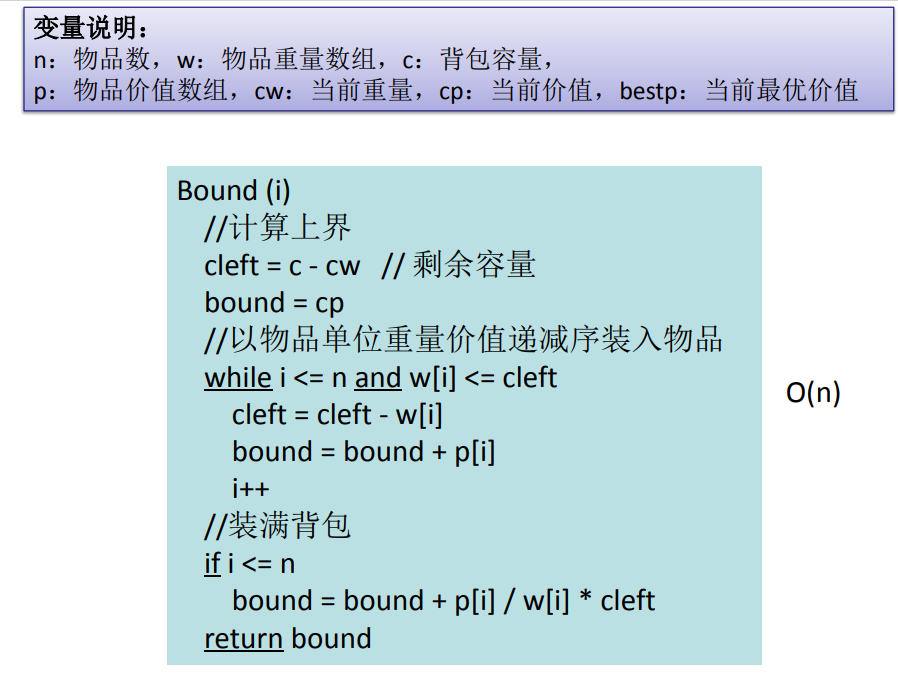 变量说明：
n：物品数，w：物品重量数组，c：背包容量，
p：物品价值数组，cw：当前重量，cp：当前价值，bestp：当前最优价值
Bound (i)
//计算上界
cleft = c - cw // 剩余容量
bound = cp
//以物品单位重量价值递减序装入物品
while i <= n and w[i] <= cleft
cleft = cleft - w[i]
bound = bound + p[i]
i++
//装满背包
if i <= n
bound = bound + p[i] / w[i] * cleft
return bound
O(n)